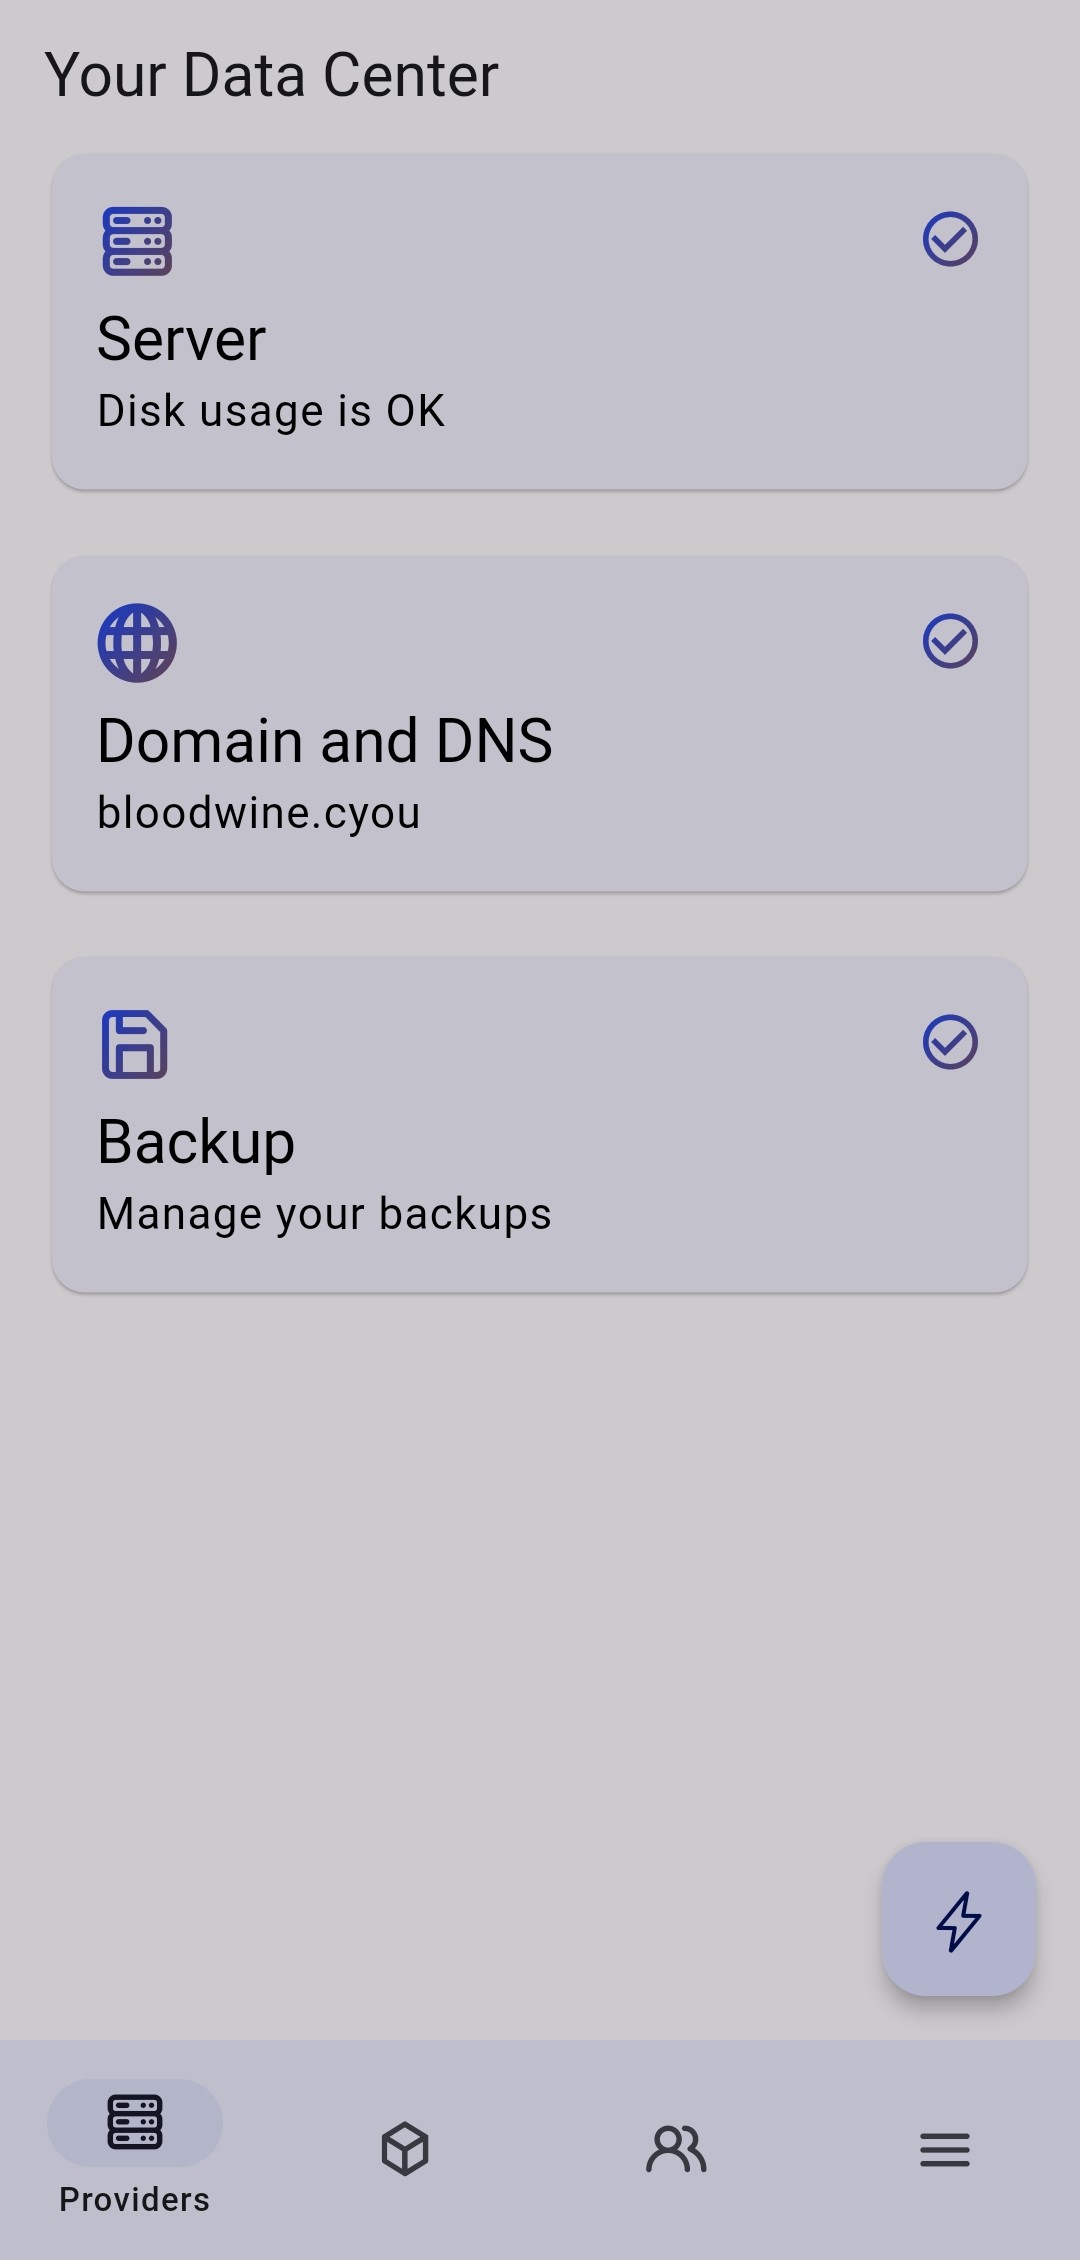 Your Data Center
Server
Disk usage is OK
Domain and DNS
bloodwine.cyou
Backup
Manage your backups
Providers